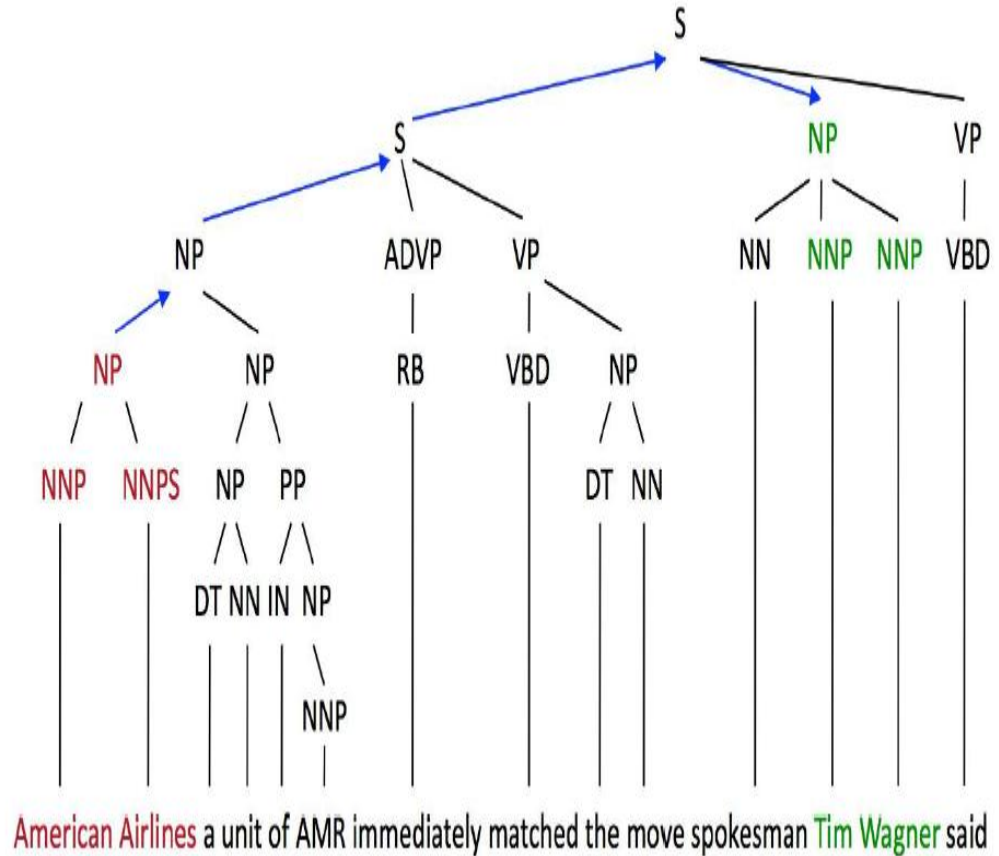 S
S NP VP
NP ADVP VP NN NNP NNP VBD
NP NP RB VBD NP
NNP NNPS NP PP DT NN
DT NN IN NP
NNP
American Airlines a unit of AMR immediately matched the move spokesman Tim Wagner said